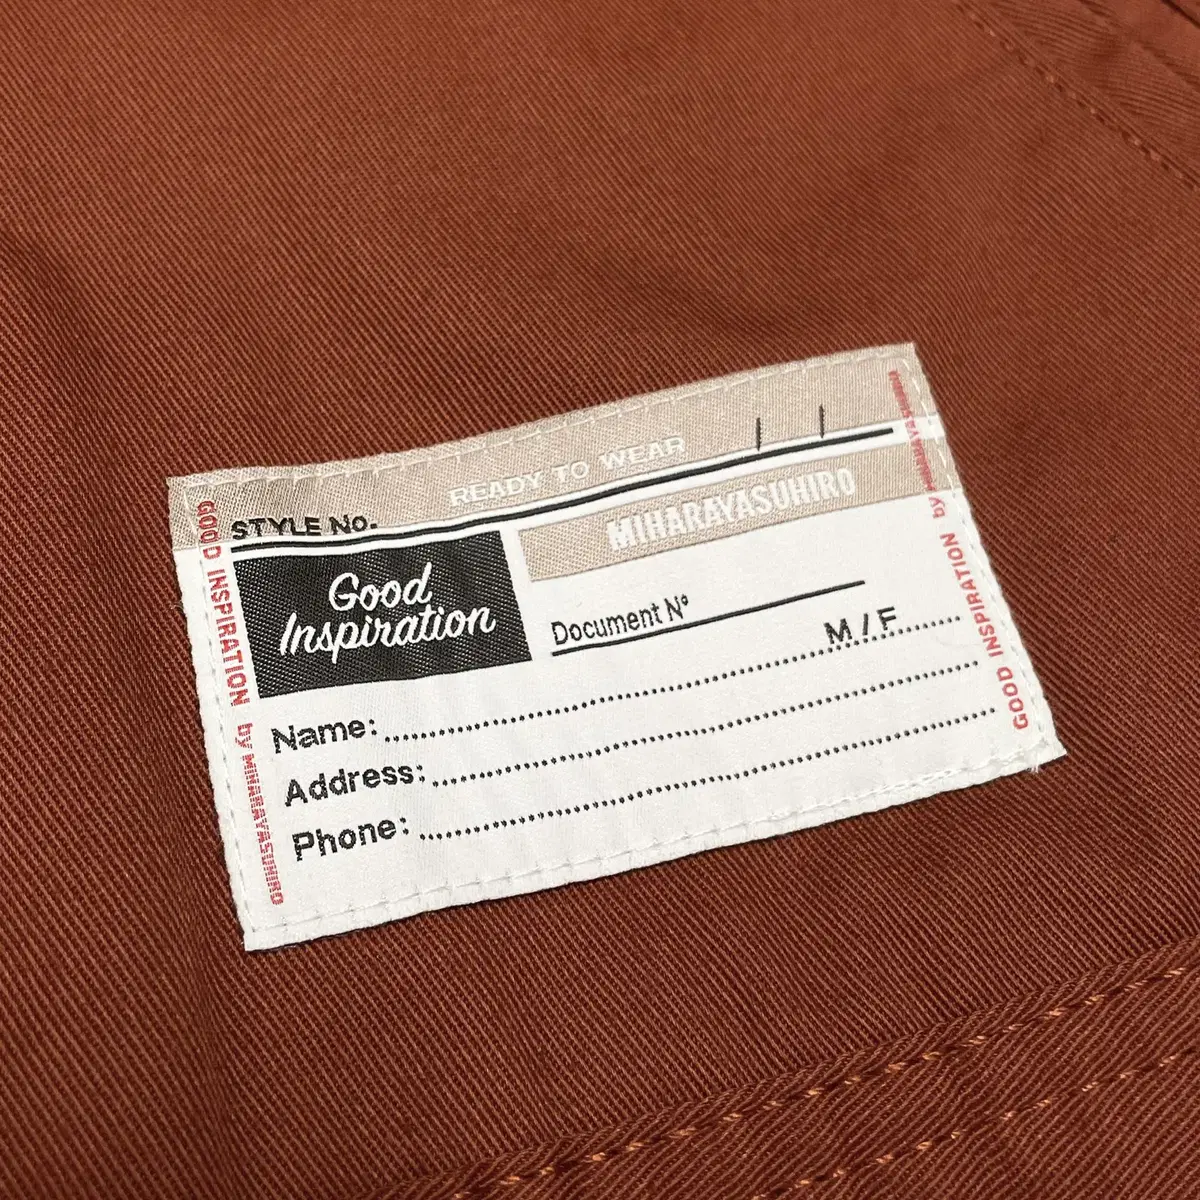 READY TO WEAR
STYLE No. / /
MIHARAYASUHIRO
Good
Inspiration
Document Nº
M / F
Name:
Address:
Phone:
GOOD INSPIRATION by MIHARAYASUHIRO
GOOD INSPIRATION by MIHARAYASUHIRO